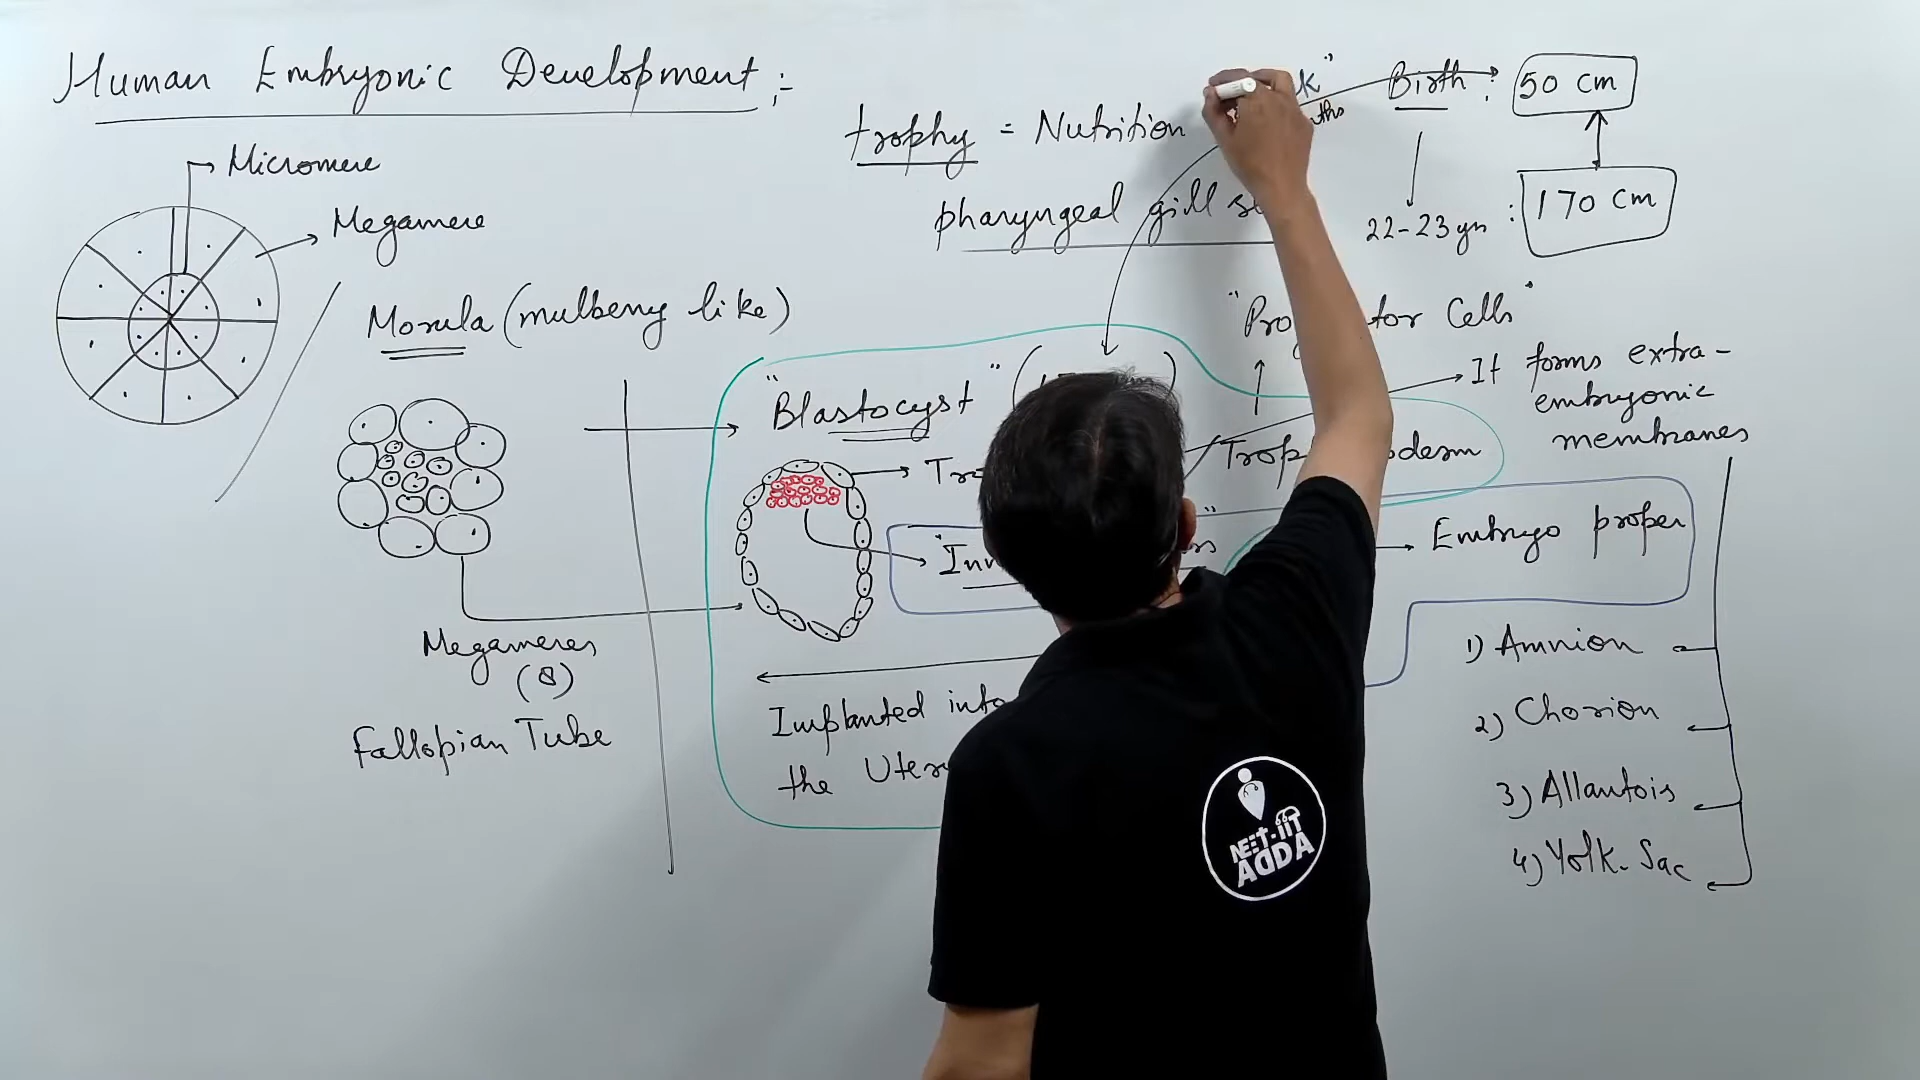 Human Embryonic Development :-
Micromere
Megamere
trophy = Nutrition
Birth : 50 cm
22-23 yrs : 170 cm
pharyngeal gill
Morula (mulberry like)
"Blastocyst"
Cells"
It forms extra-
embryonic
membranes
Embryo proper
Megameres
(8)
Fallopian Tube
Implanted into
the
1) Amnion
2) Chorion
3) Allantois
4) Yolk-Sac
NEET-IIT
ADDA